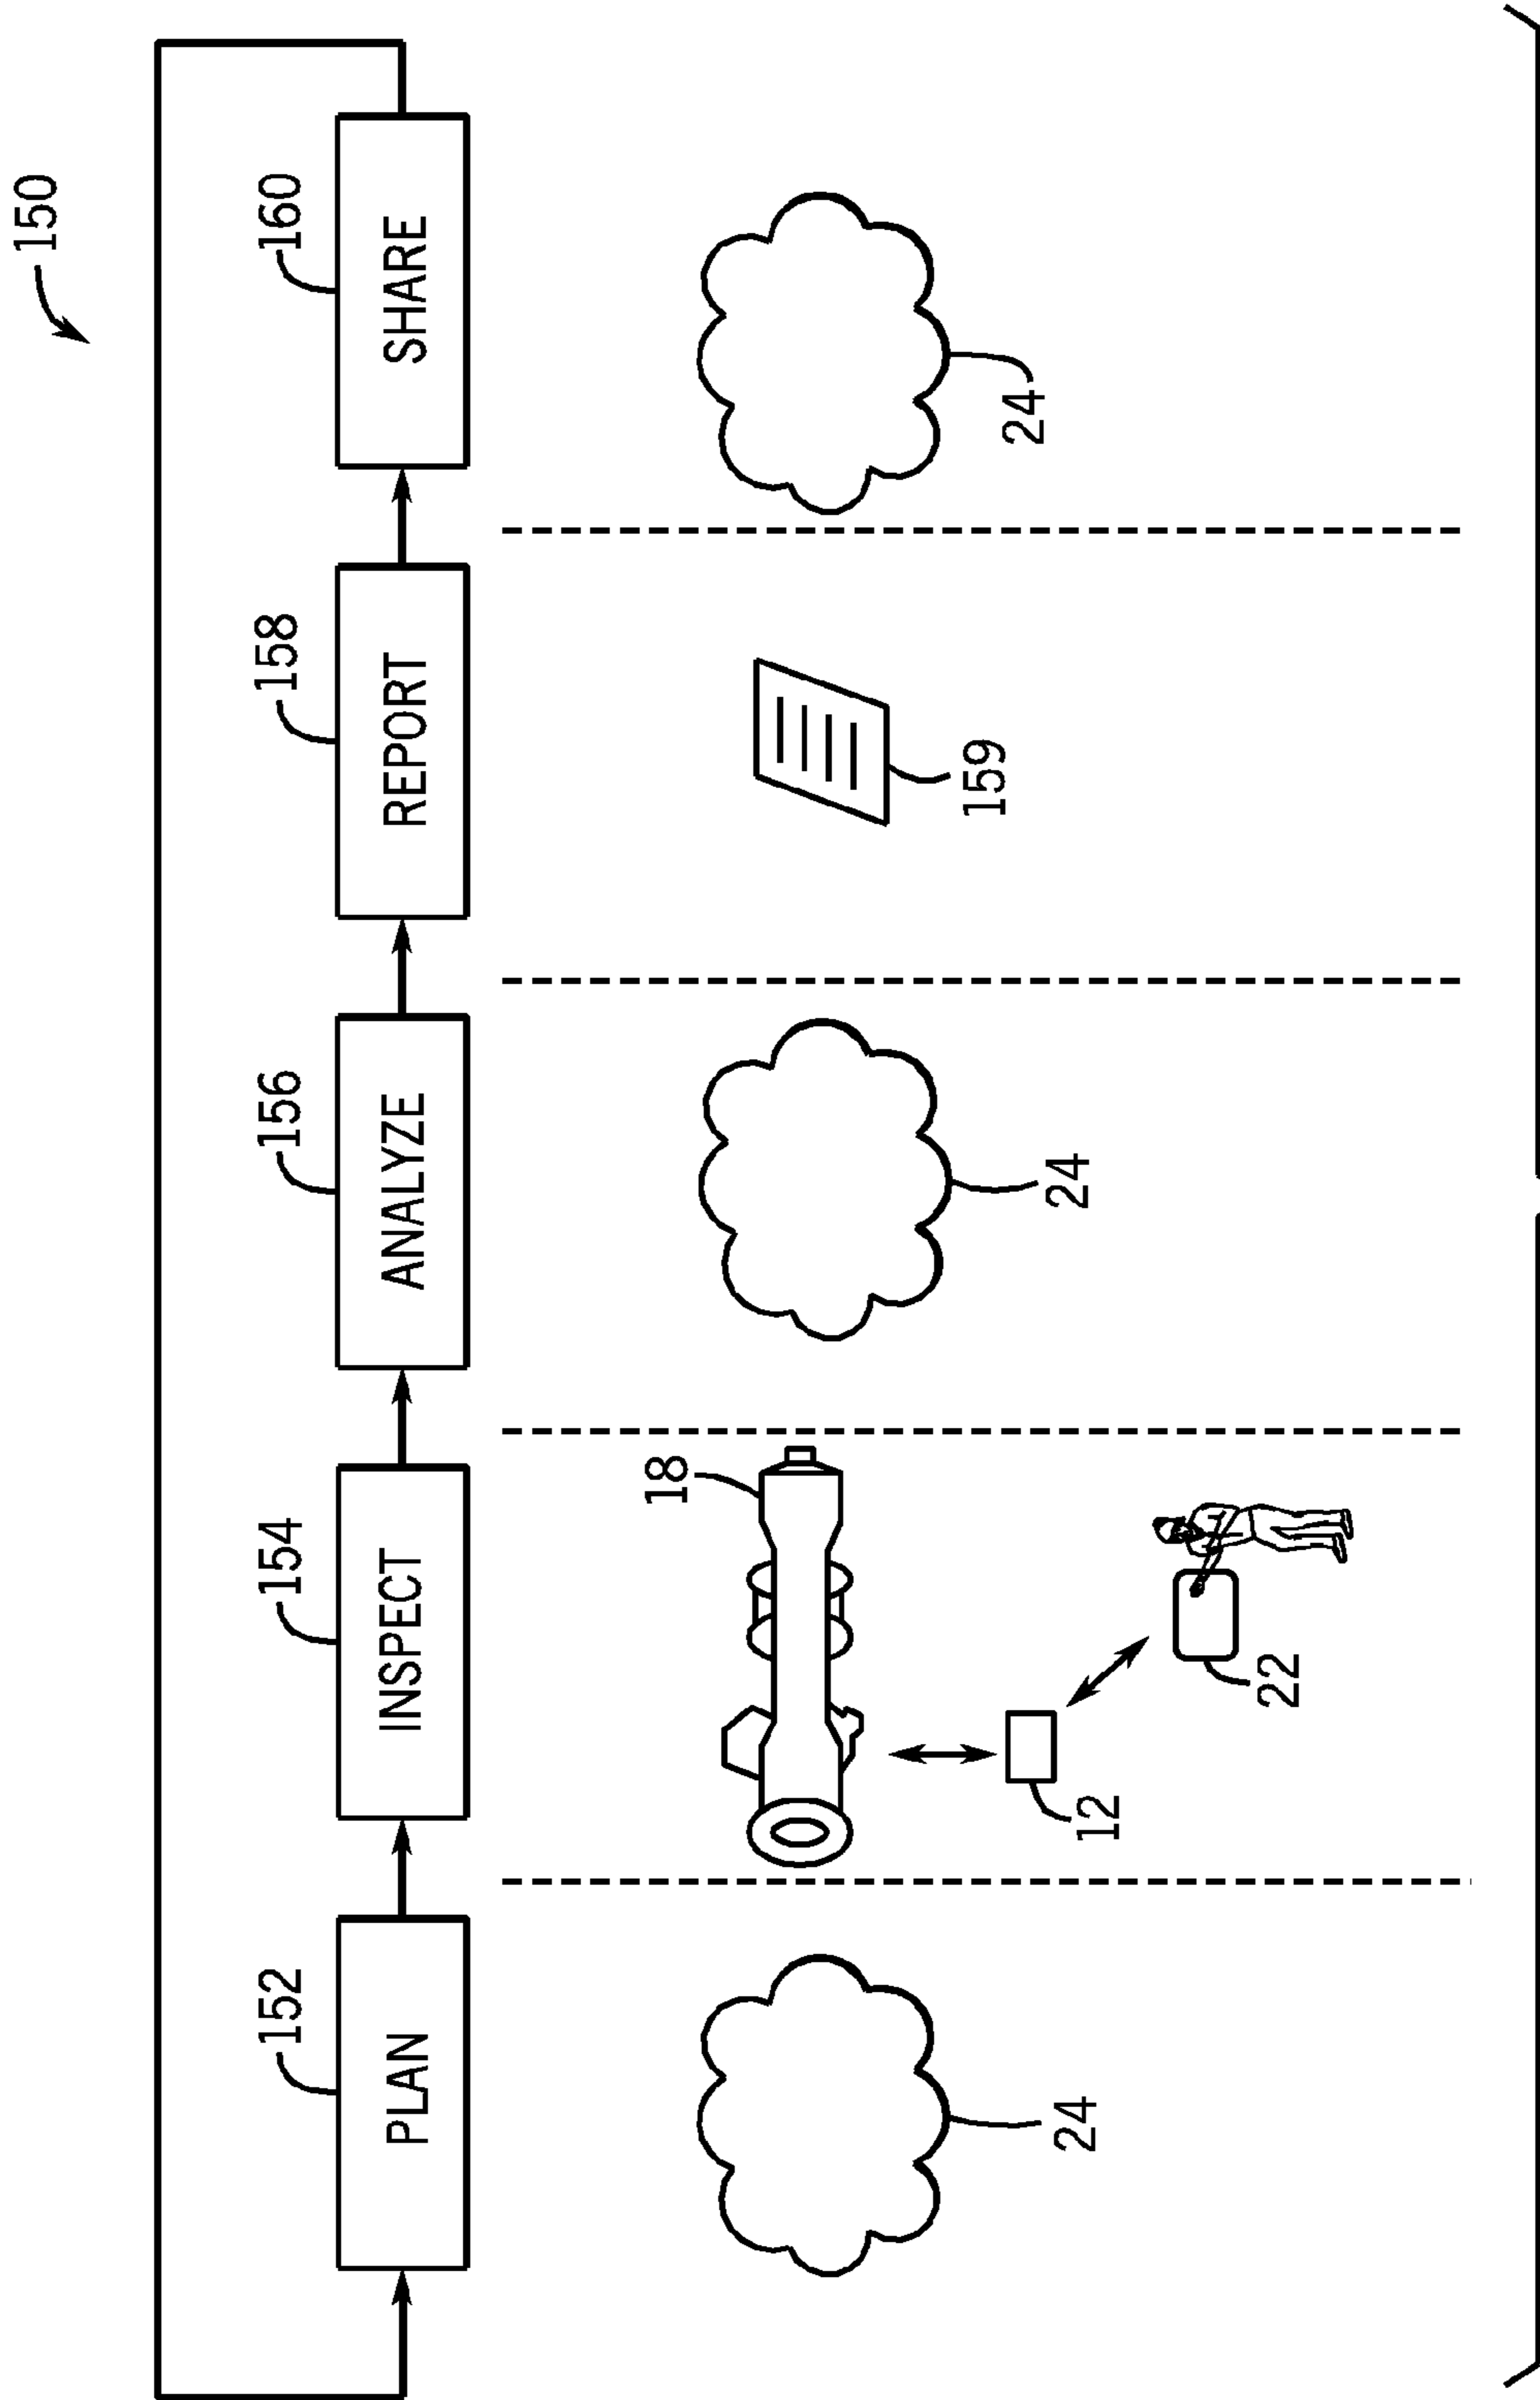 150
152
154
156
158
160
PLAN
INSPECT
ANALYZE
REPORT
SHARE
18
24
12
22
24
159
24